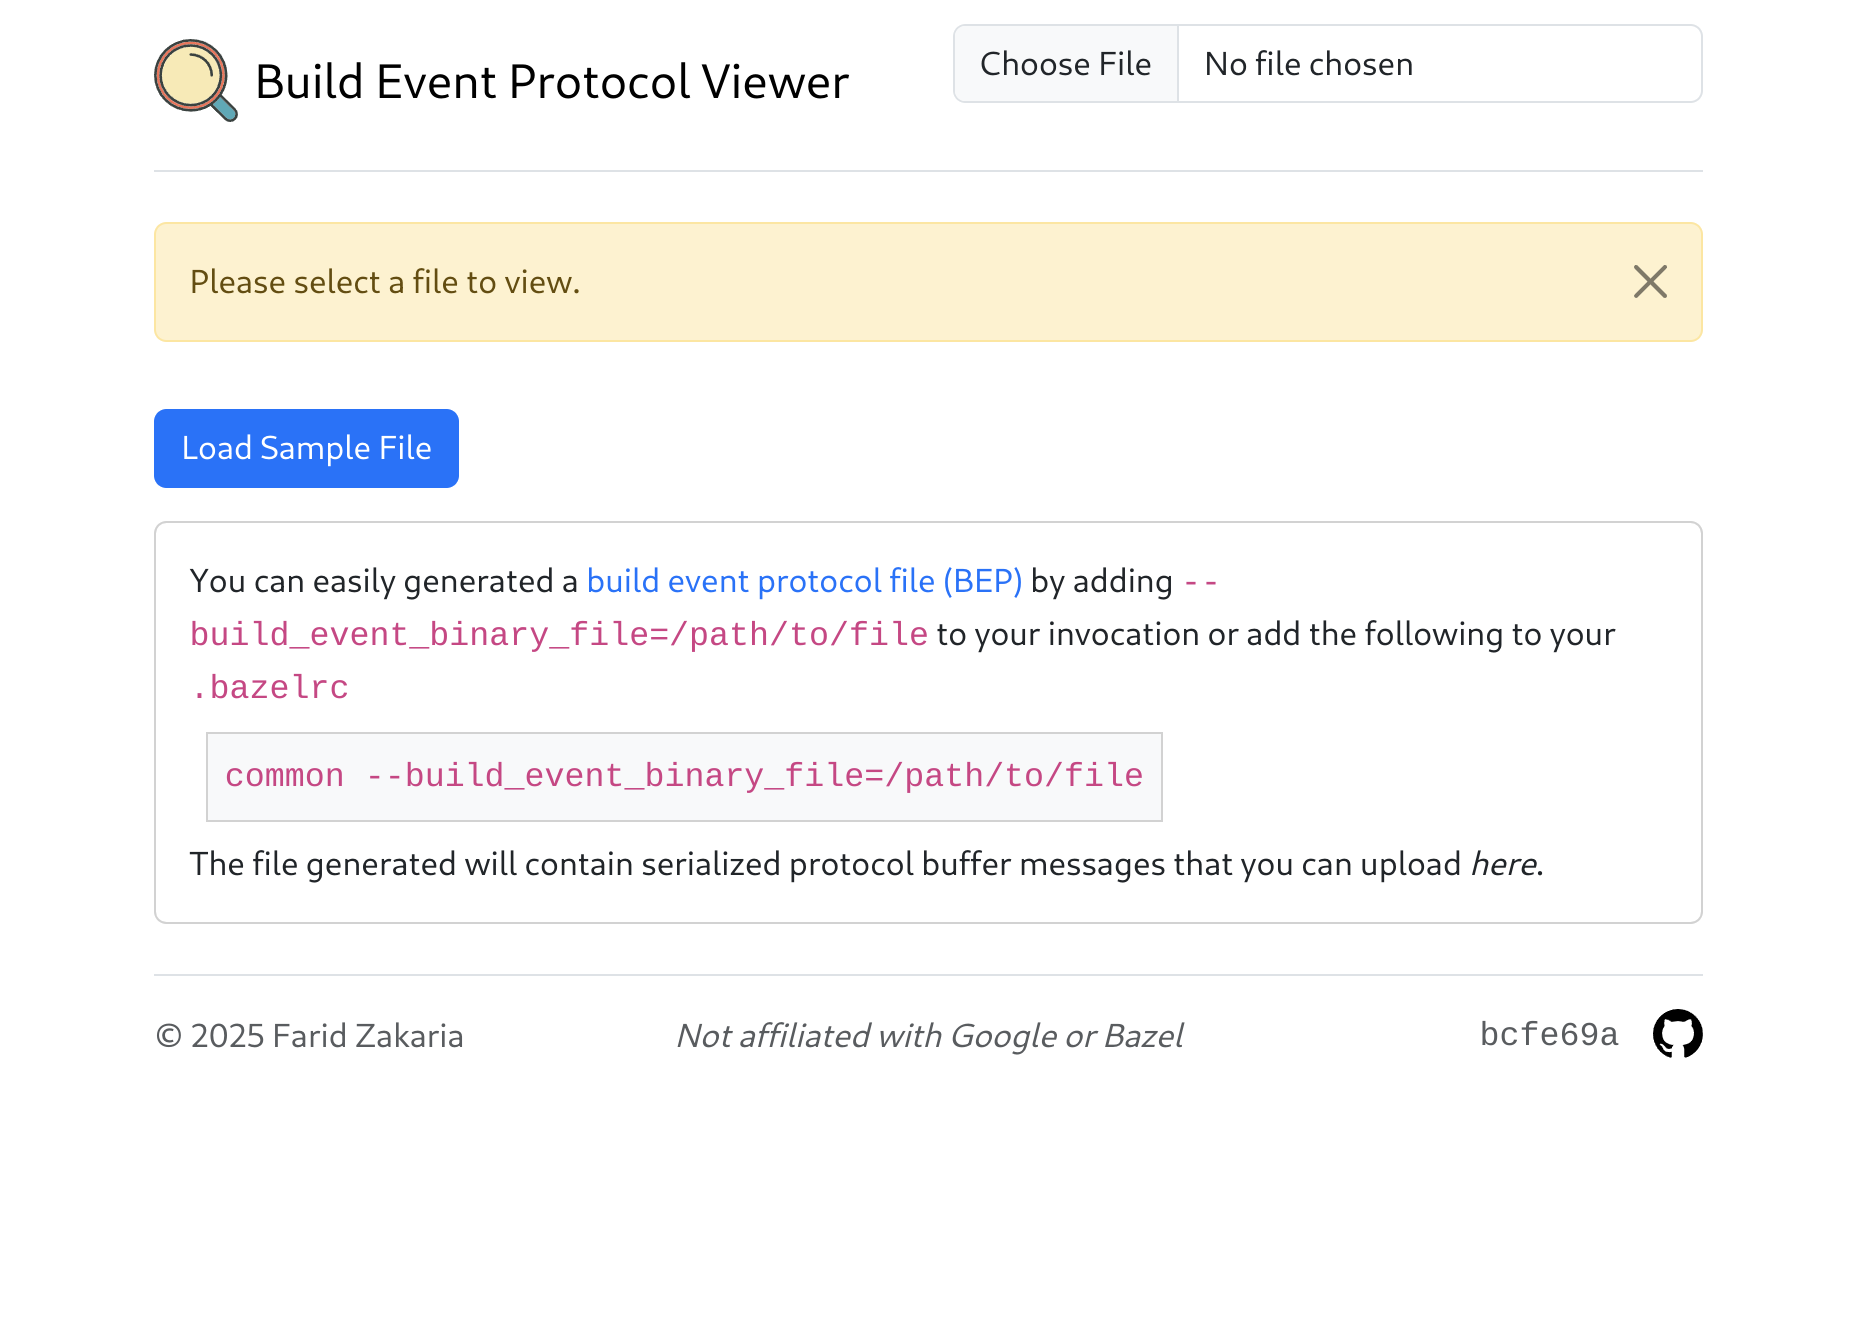 Build Event Protocol Viewer
Choose File
No file chosen
Please select a file to view.
Load Sample File
You can easily generated a build event protocol file (BEP) by adding --
build_event_binary_file=/path/to/file to your invocation or add the following to your
.bazelrc
common --build_event_binary_file=/path/to/file
The file generated will contain serialized protocol buffer messages that you can upload here.
© 2025 Farid Zakaria
Not affiliated with Google or Bazel
bcfe69a